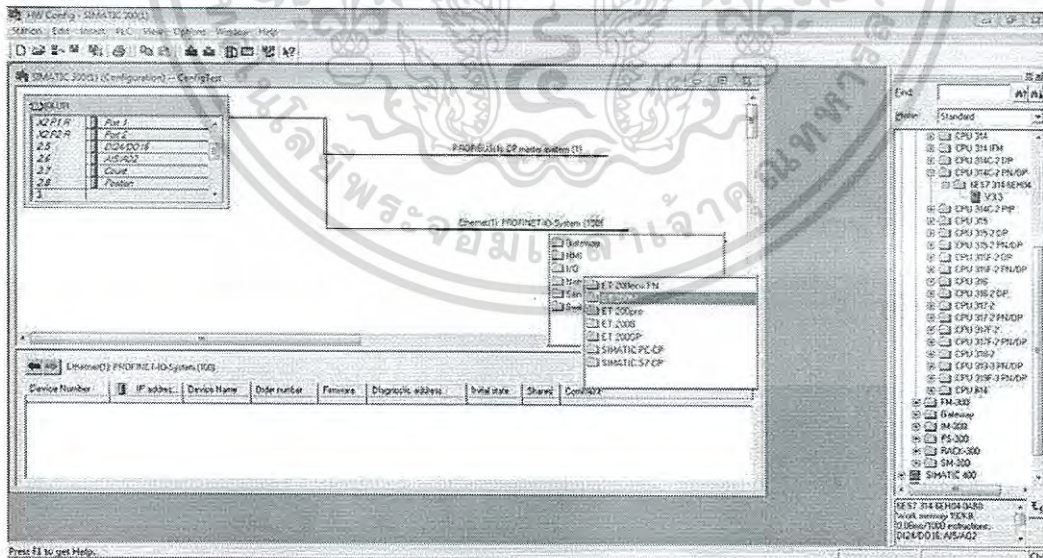 HW Config - SIMATIC 300(1)
Station Edit Insert PLC View Options Window Help
SIMATIC 300(1) (Configuration) -- ConfigTest
(0) UR
X2 P1 R Port 1
X2 P2 R Port 2
2.5 DI24/DO16
2.6 AI5/AO2
2.7 Count
2.8 Position
3
PROFIBUS(1): DP master system (1)
Ethernet(1): PROFINET-IO-System (100)
Gateway
HMI
I/O
ET 200eco PN
ET 200pro
ET 200S
ET 200SP
SIMATIC PC-CP
SIMATIC S7-CP
Ethernet(1): PROFINET-IO-System (100)
Device Number IP address... Device Name Order number Firmware Diagnostic address Initial state Shared Comment
Find:
Profile: Standard
CPU 314
CPU 314 IFM
CPU 314C-2 DP
CPU 314C-2 PN/DP
6ES7 314-6EH04
V3.3
CPU 314C-2 PtP
CPU 315
CPU 315-2 DP
CPU 315-2 PN/DP
CPU 315F-2 DP
CPU 315F-2 PN/DP
CPU 316
CPU 316-2 DP
CPU 317-2
CPU 317-2 PN/DP
CPU 317F-2
CPU 317F-2 PN/DP
CPU 318-2
CPU 319-3 PN/DP
CPU 319F-3 PN/DP
CPU 614
FM-300
Gateway
IM-300
PS-300
RACK-300
SM-300
SIMATIC 400
6ES7 314-6EH04-0AB0
Work memory 192KB
0.06ms/1000 instructions;
DI24/DO16; AI5/AO2
Press F1 to get Help.